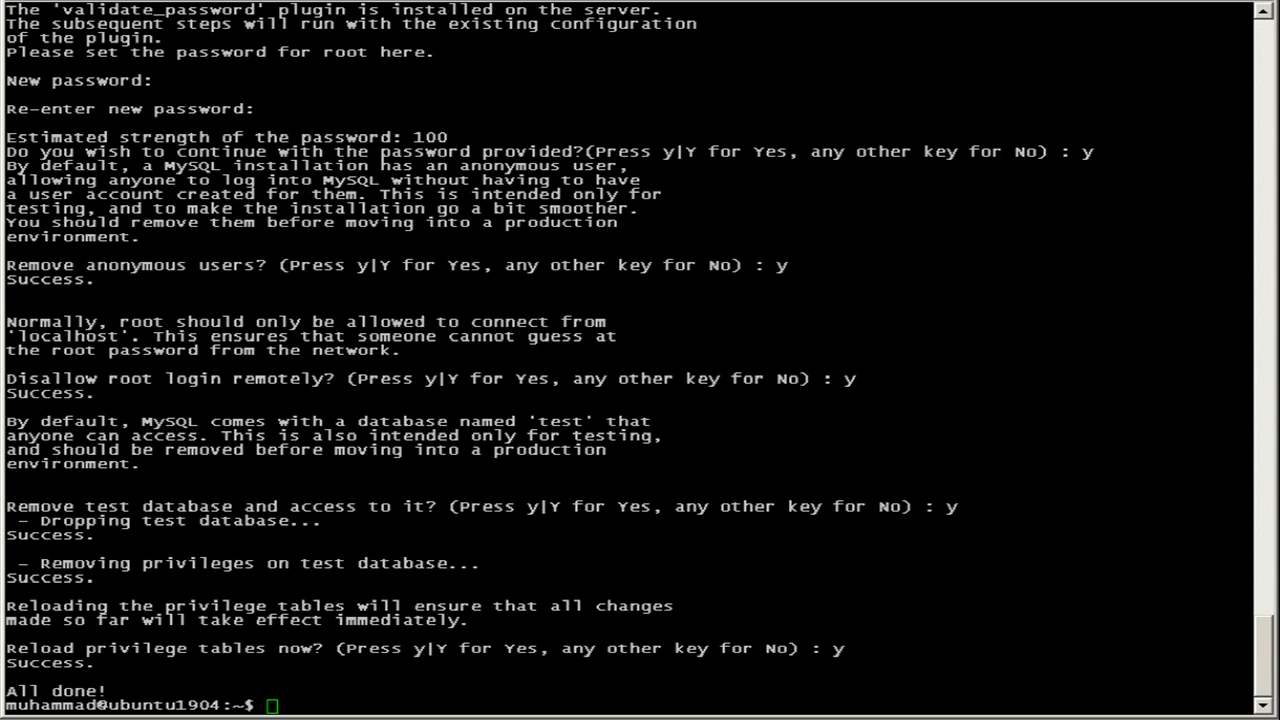 The 'validate_password' plugin is installed on the server.
The subsequent steps will run with the existing configuration
of the plugin.
Please set the password for root here.
New password:
Re-enter new password:
Estimated strength of the password: 100
Do you wish to continue with the password provided?(Press y|Y for Yes, any other key for No) : y
By default, a MySQL installation has an anonymous user,
allowing anyone to log into MySQL without having to have
a user account created for them. This is intended only for
testing, and to make the installation go a bit smoother.
You should remove them before moving into a production
environment.
Remove anonymous users? (Press y|Y for Yes, any other key for No) : y
Success.
Normally, root should only be allowed to connect from
'localhost'. This ensures that someone cannot guess at
the root password from the network.
Disallow root login remotely? (Press y|Y for Yes, any other key for No) : y
Success.
By default, MySQL comes with a database named 'test' that
anyone can access. This is also intended only for testing,
and should be removed before moving into a production
environment.
Remove test database and access to it? (Press y|Y for Yes, any other key for No) : y
 - Dropping test database...
Success.
 - Removing privileges on test database...
Success.
Reloading the privilege tables will ensure that all changes
made so far will take effect immediately.
Reload privilege tables now? (Press y|Y for Yes, any other key for No) : y
Success.
All done!
muhammad@ubuntu1904:~$